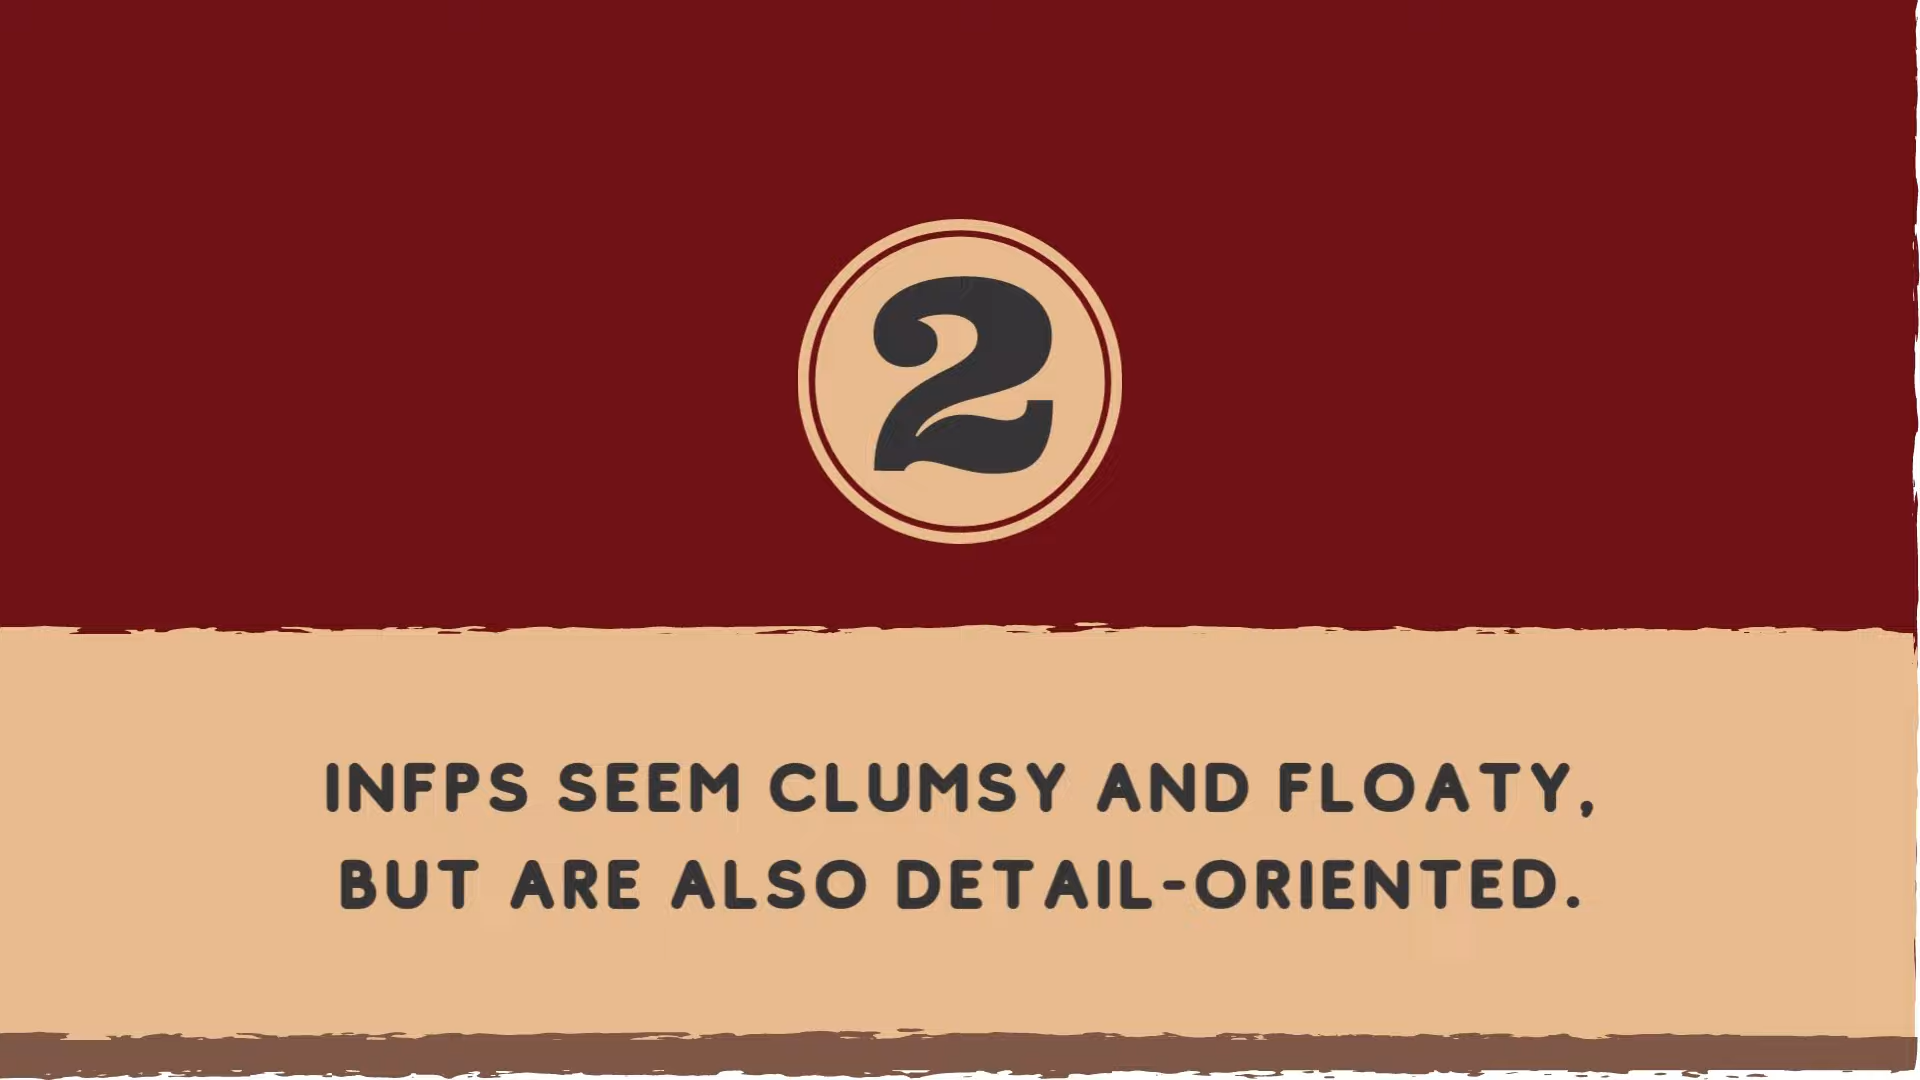 2
INFPS SEEM CLUMSY AND FLOATY,
BUT ARE ALSO DETAIL-ORIENTED.